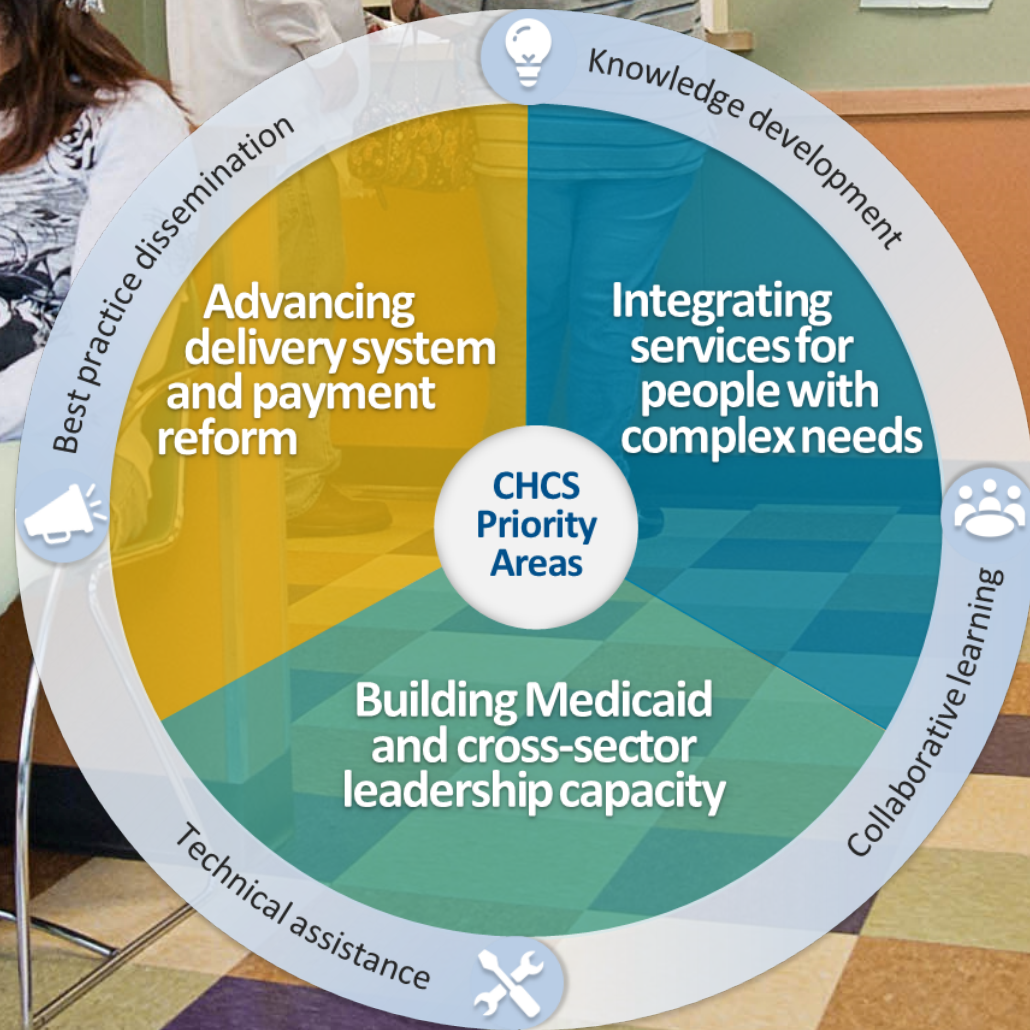 Knowledge development
Best practice dissemination
Advancing
delivery system
and payment
reform
Integrating
services for
people with
complex needs
CHCS
Priority
Areas
Collaborative learning
Building Medicaid
and cross-sector
leadership capacity
Technical assistance